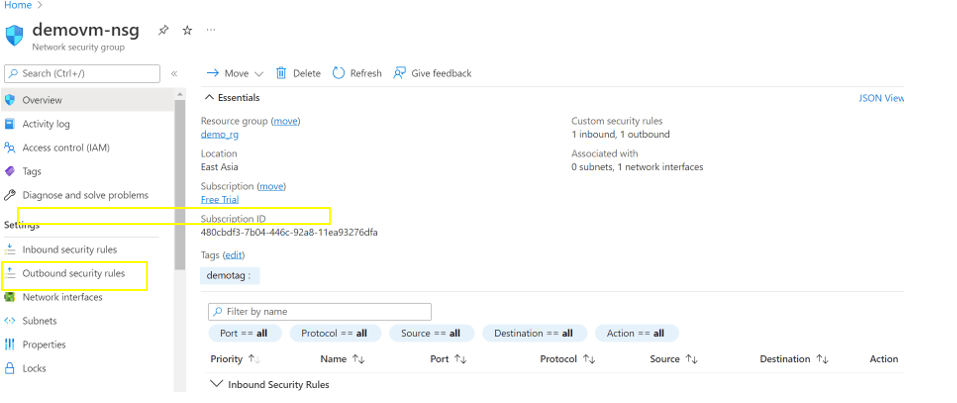 Home >
demovm-nsg
Network security group
Search (Ctrl+/)
Overview
Activity log
Access control (IAM)
Tags
Diagnose and solve problems
Settings
Inbound security rules
Outbound security rules
Network interfaces
Subnets
Properties
Locks
Move
Delete
Refresh
Give feedback
Essentials
JSON View
Resource group (move)
demo_rg
Location
East Asia
Subscription (move)
Free Trial
Subscription ID
480cbdf3-7b04-446c-92a8-11ea93276dfa
Tags (edit)
demotag :
Custom security rules
1 inbound, 1 outbound
Associated with
0 subnets, 1 network interfaces
Filter by name
Port == all
Protocol == all
Source == all
Destination == all
Action == all
Priority
Name
Port
Protocol
Source
Destination
Action
Inbound Security Rules